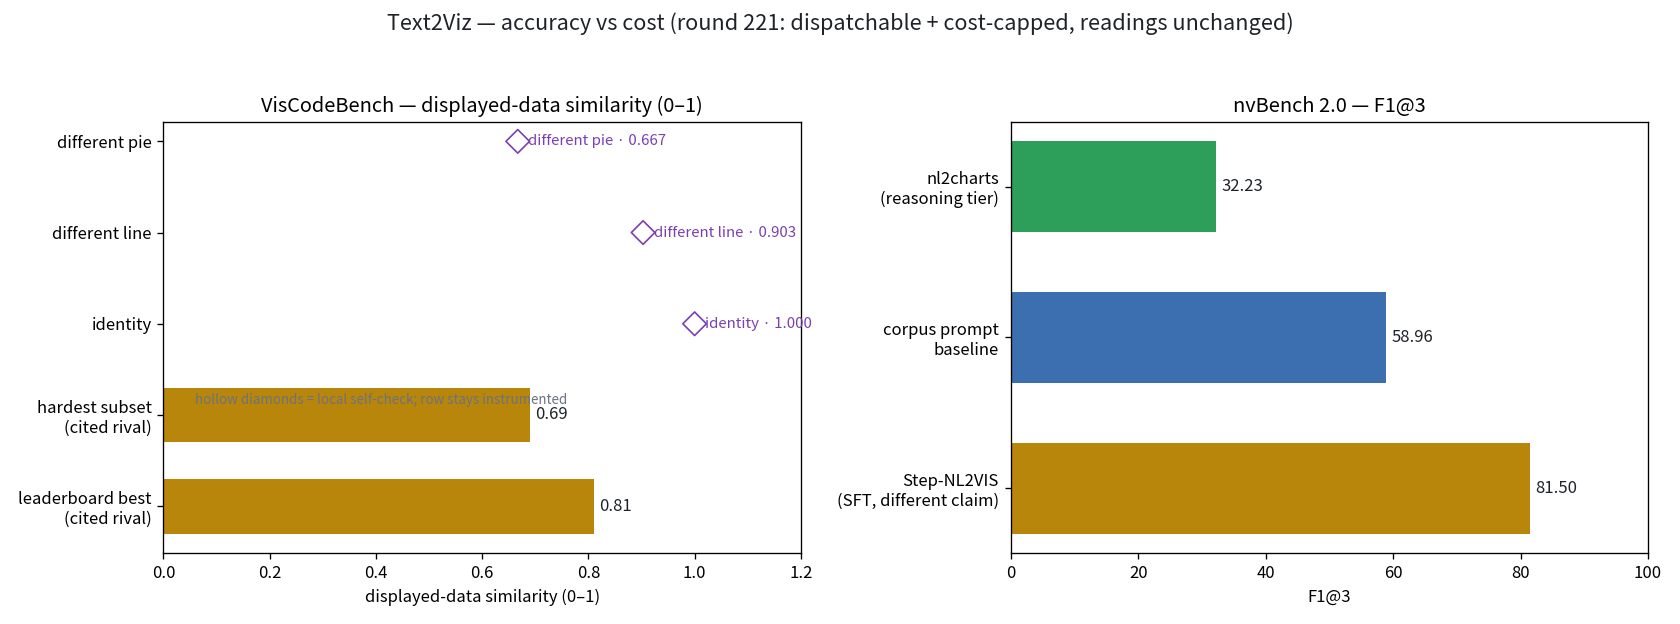 Text2Viz — accuracy vs cost (round 221: dispatchable + cost-capped, readings unchanged)
VisCodeBench — displayed-data similarity (0–1)
different pie
different pie · 0.667
different line
different line · 0.903
identity
identity · 1.000
hollow diamonds = local self-check; row stays instrumented
hardest subset
(cited rival)
0.69
leaderboard best
(cited rival)
0.81
0.0 0.2 0.4 0.6 0.8 1.0 1.2
displayed-data similarity (0–1)
nvBench 2.0 — F1@3
nl2charts
(reasoning tier)
32.23
corpus prompt
baseline
58.96
Step-NL2VIS
(SFT, different claim)
81.50
0 20 40 60 80 100
F1@3